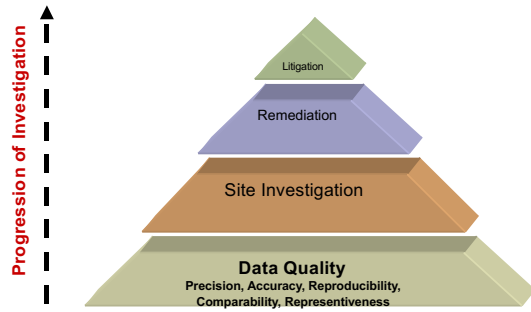 Progression of Investigation
Litigation
Remediation
Site Investigation
Data Quality
Precision, Accuracy, Reproducibility,
Comparability, Representiveness